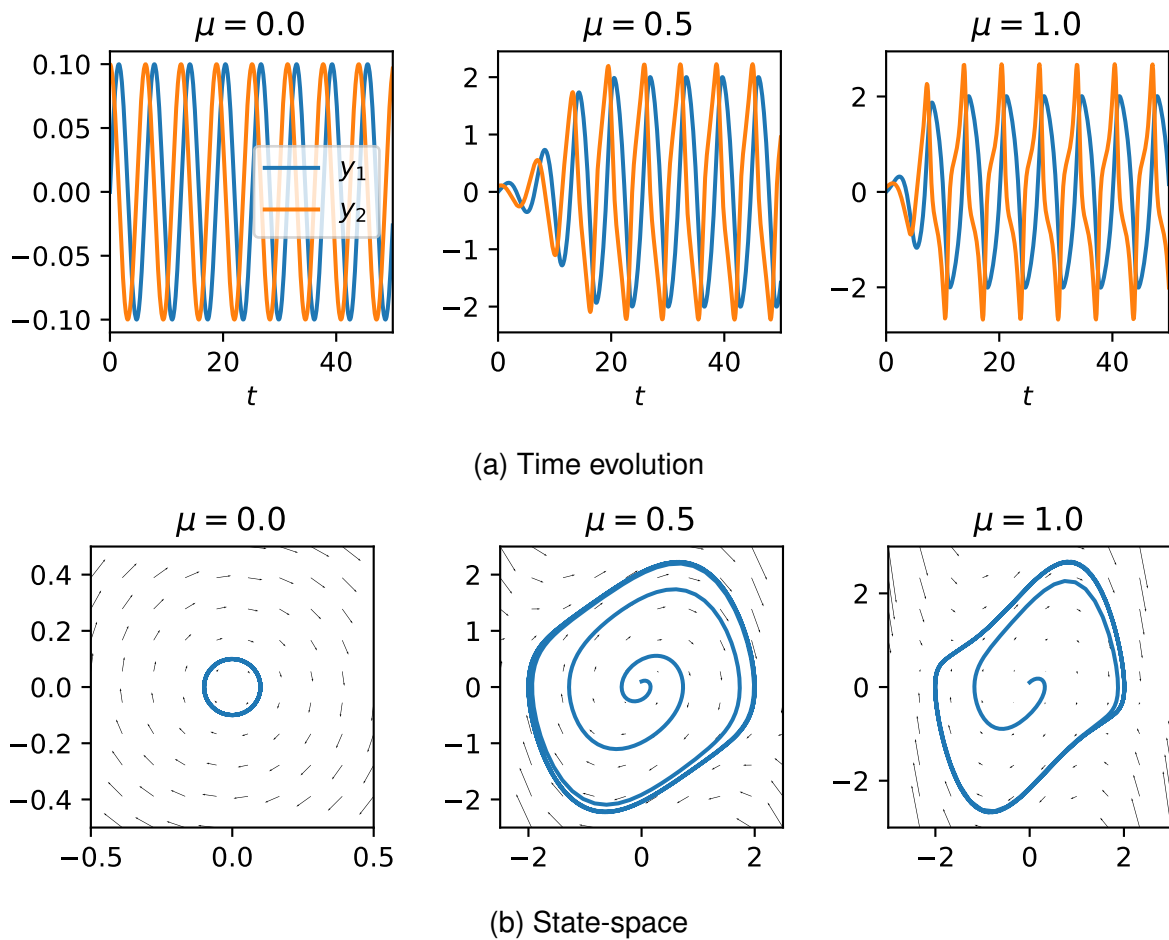 μ = 0.0 μ = 0.5 μ = 1.0
0.10
0.05
0.00
−0.05
−0.10
y₁
y₂
0 20 40
t
2
1
0
−1
−2
0 20 40
t
2
0
−2
0 20 40
t
(a) Time evolution
μ = 0.0 μ = 0.5 μ = 1.0
0.4
0.2
0.0
−0.2
−0.4
−0.5 0.0 0.5
2
1
0
−1
−2
−2 0 2
2
0
−2
−2 0 2
(b) State-space